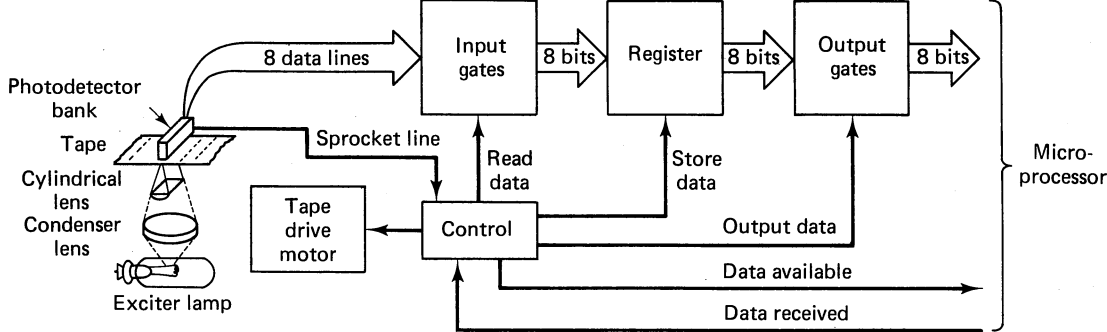 Input
gates
Register
Output
gates
8 data lines
8 bits
8 bits
8 bits
Photodetector
bank
Tape
Sprocket line
Read
data
Store
data
Micro-
processor
Cylindrical
lens
Condenser
lens
Tape
drive
motor
Control
Output data
Data available
Exciter lamp
Data received